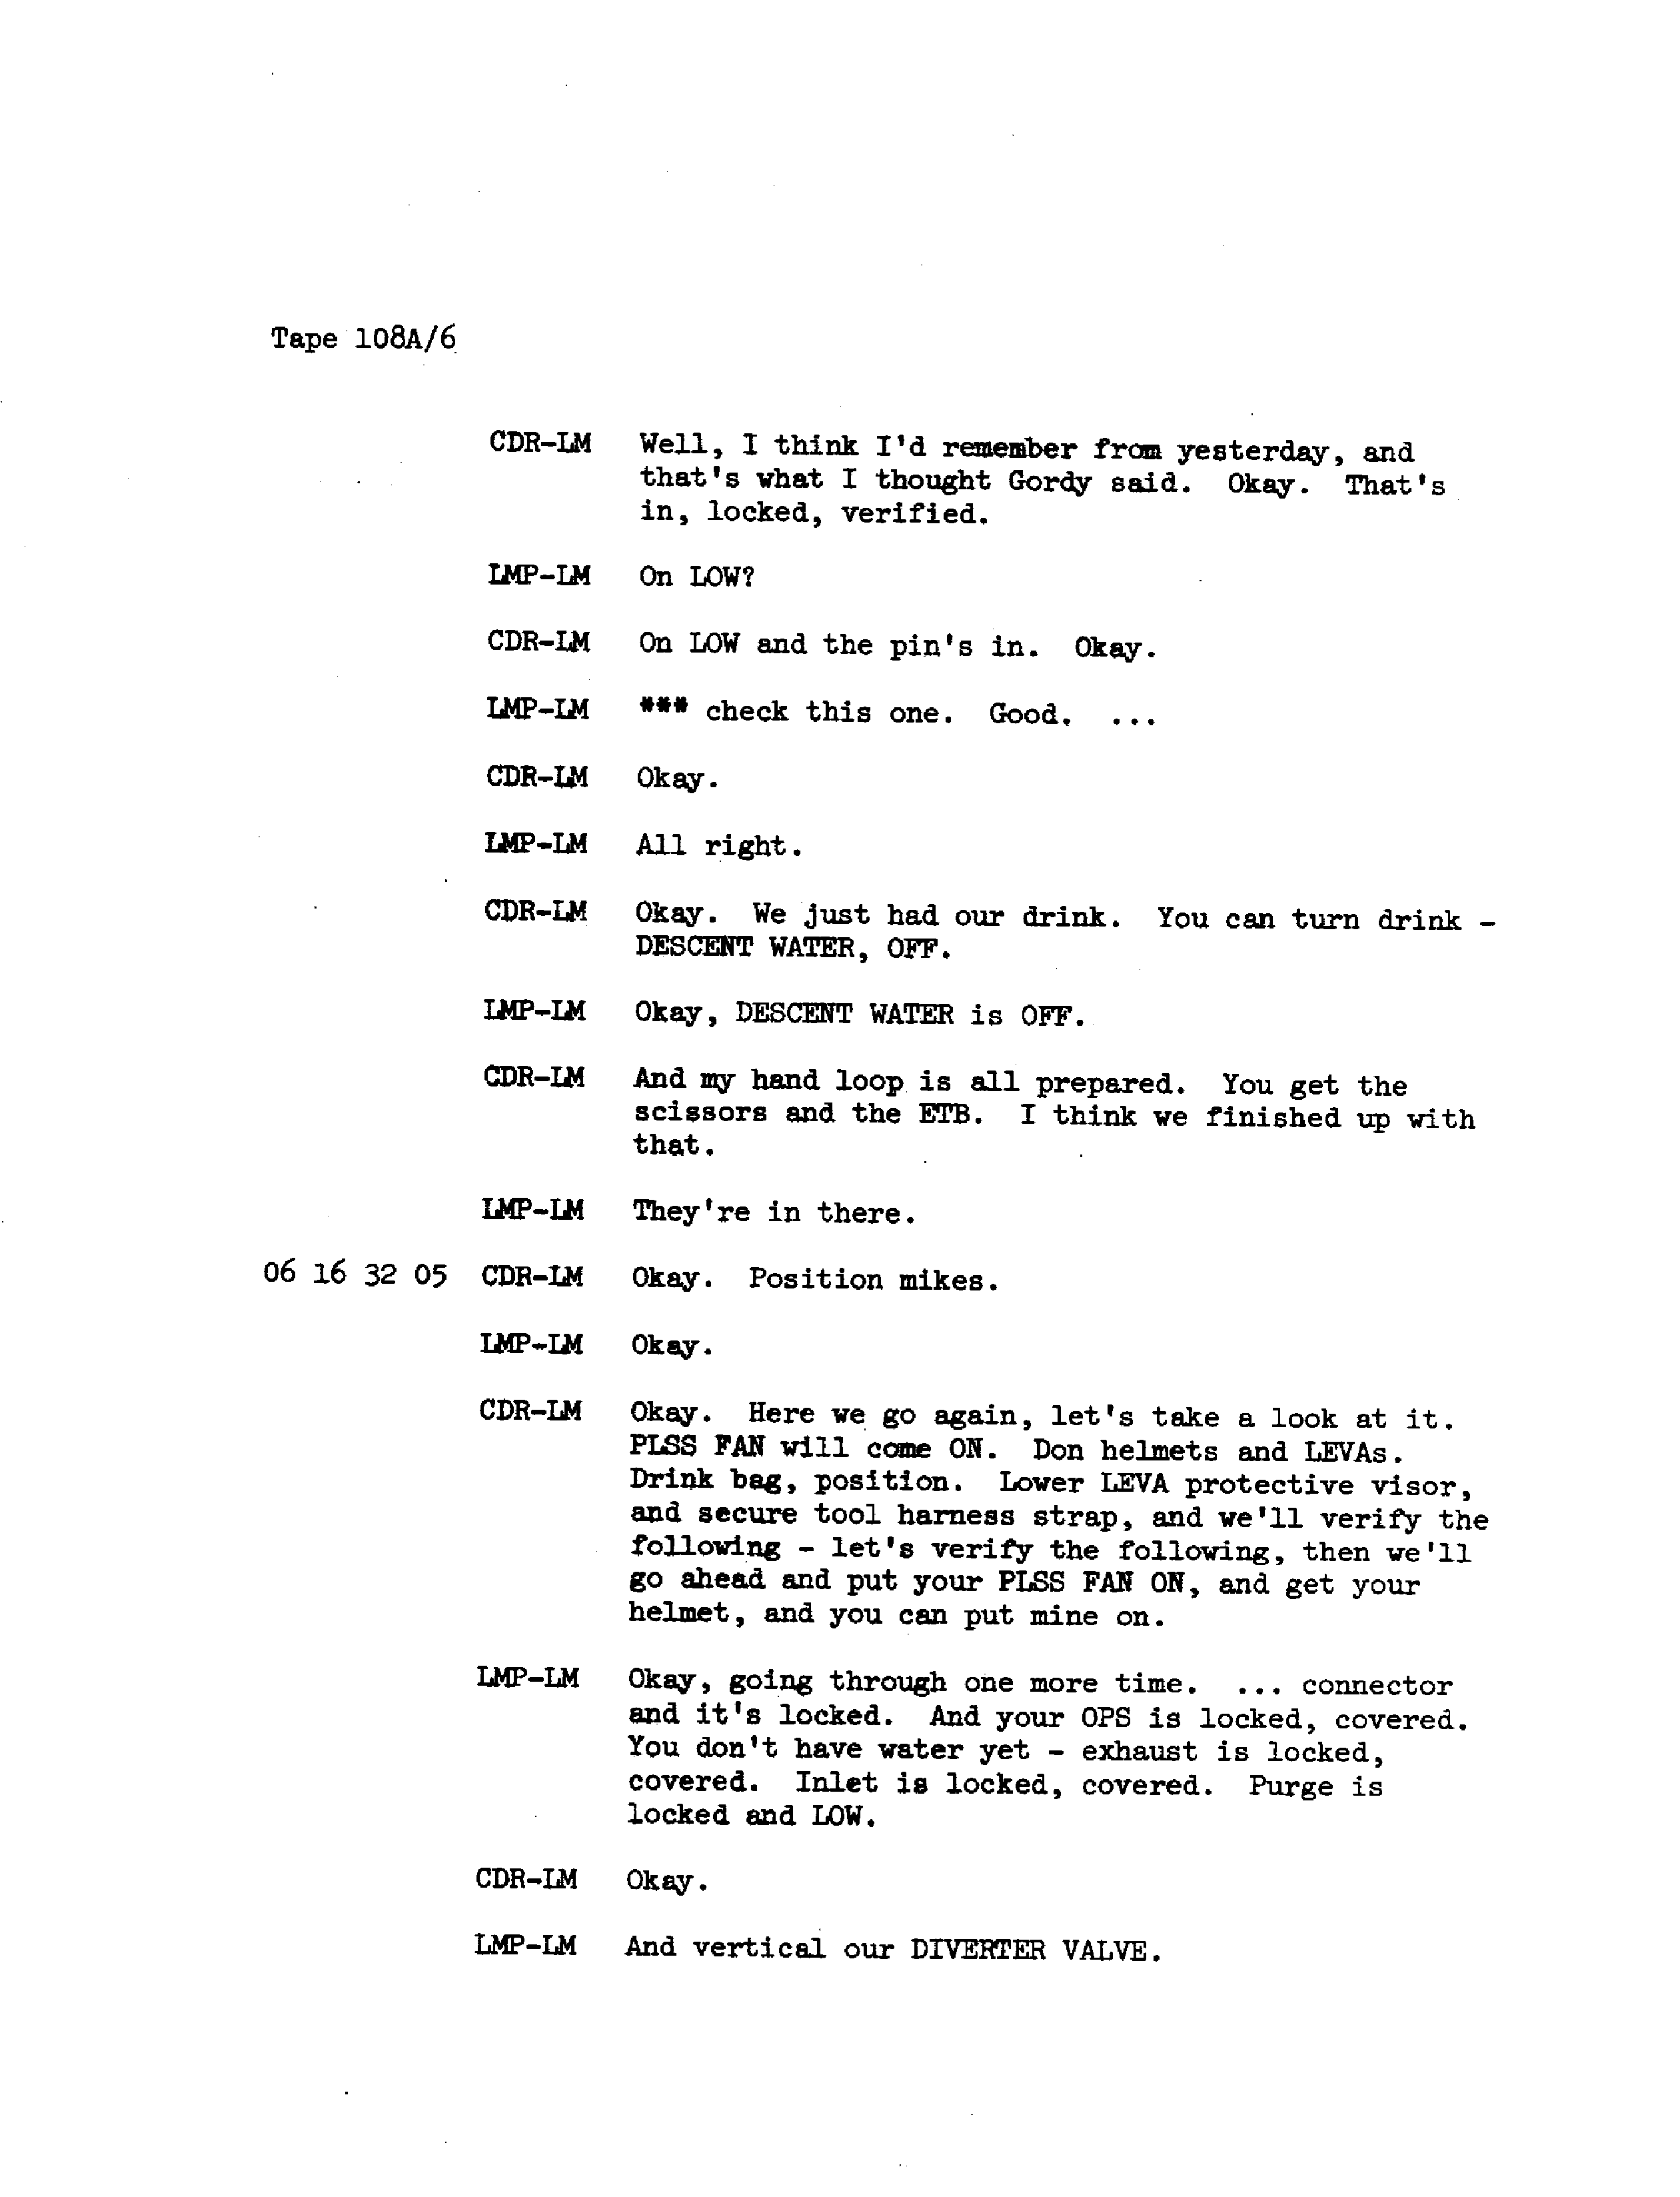 Tape 108A/6
CDR-LM Well, I think I'd remember from yesterday, and
that's what I thought Gordy said. Okay. That's
in, locked, verified.
LMP-LM On LOW?
CDR-LM On LOW and the pin's in. Okay.
LMP-LM *** check this one. Good. ...
CDR-LM Okay.
LMP-LM All right.
CDR-LM Okay. We just had our drink. You can turn drink -
DESCENT WATER, OFF.
LMP-LM Okay, DESCENT WATER is OFF.
CDR-LM And my hand loop is all prepared. You get the
scissors and the ETB. I think we finished up with
that.
LMP-LM They're in there.
06 16 32 05 CDR-LM Okay. Position mikes.
LMP-LM Okay.
CDR-LM Okay. Here we go again, let's take a look at it.
PLSS FAN will come ON. Don helmets and LEVAs.
Drink bag, position. Lower LEVA protective visor,
and secure tool harness strap, and we'll verify the
following - let's verify the following, then we'll
go ahead and put your PLSS FAN ON, and get your
helmet, and you can put mine on.
LMP-LM Okay, going through one more time. ... connector
and it's locked. And your OPS is locked, covered.
You don't have water yet - exhaust is locked,
covered. Inlet is locked, covered. Purge is
locked and LOW.
CDR-LM Okay.
LMP-LM And vertical our DIVERTER VALVE.